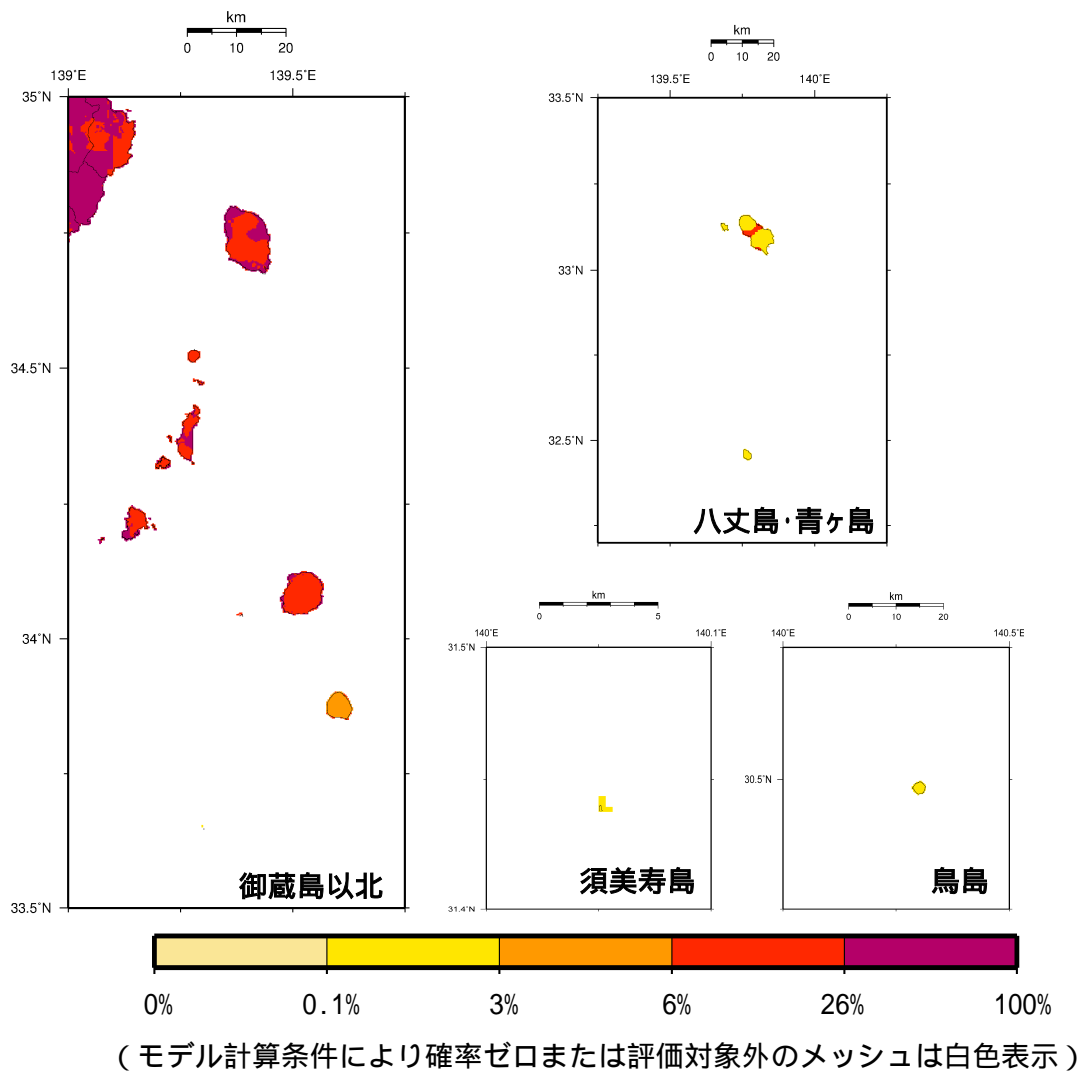 km
0 10 20
139°E 139.5°E
35°N
34.5°N
34°N
33.5°N
御蔵島以北
km
0 10 20
139.5°E 140°E
33.5°N
33°N
32.5°N
八丈島・青ヶ島
km
0 5
140°E 140.1°E
31.5°N
31.4°N
須美寿島
km
0 10 20
140°E 140.5°E
30.5°N
鳥島
0% 0.1% 3% 6% 26% 100%
(モデル計算条件により確率ゼロまたは評価対象外のメッシュは白色表示)